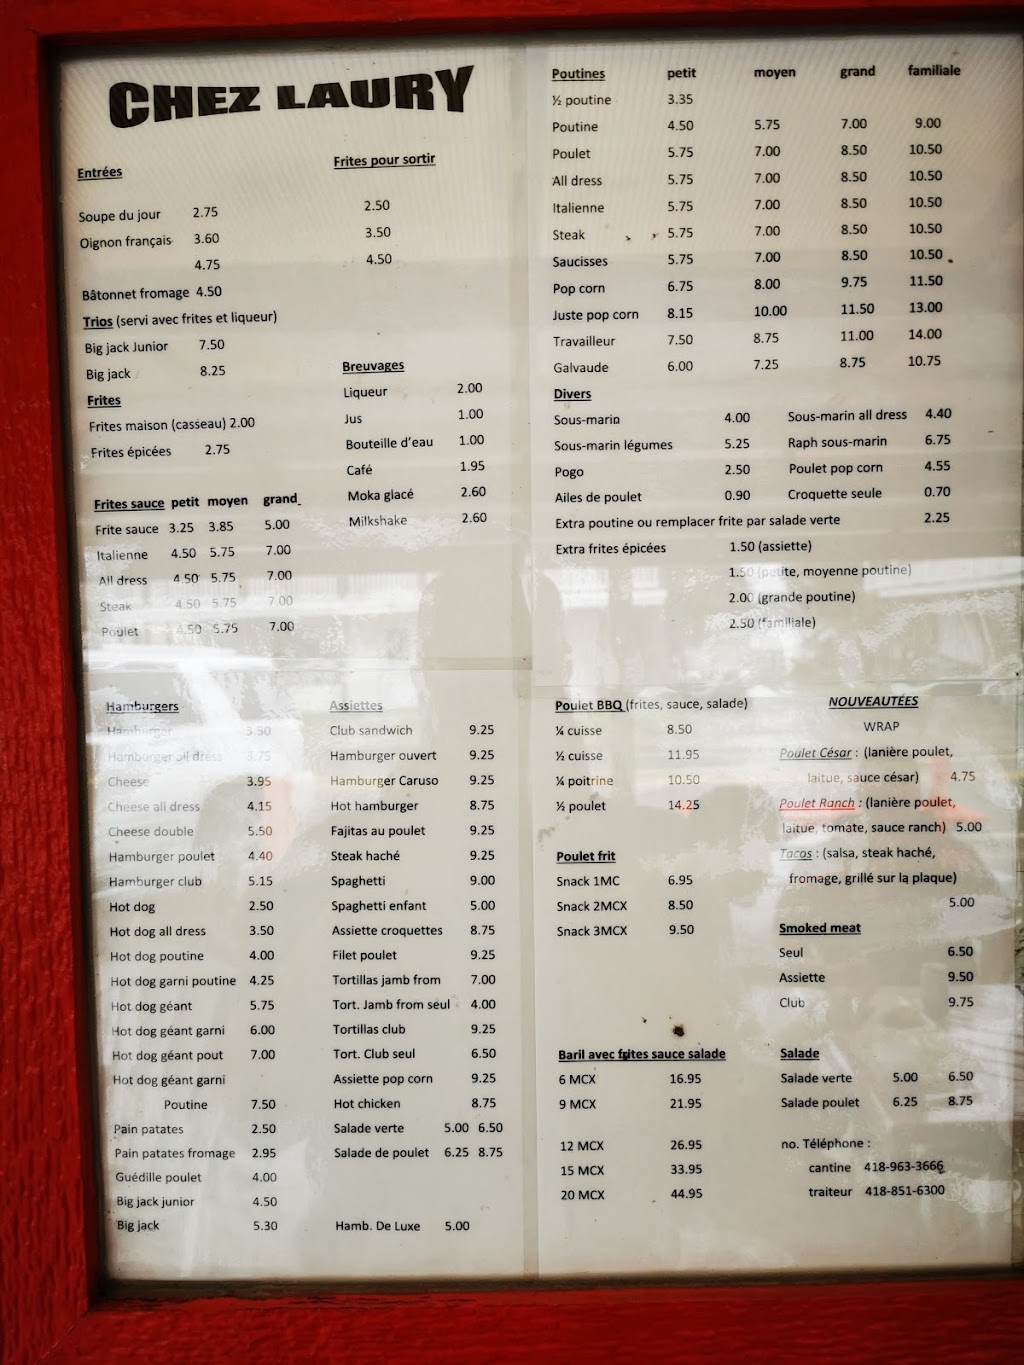 CHEZ LAURY
Entrées Frites pour sortir
Soupe du jour 2.75 2.50
Oignon français 3.60 3.50
4.75 4.50
Bâtonnet fromage 4.50
Trios (servi avec frites et liqueur)
Big jack Junior 7.50
Big jack 8.25
Frites
Frites maison (casseau) 2.00
Frites épicées 2.75
Breuvages
Liqueur 2.00
Jus 1.00
Bouteille d'eau 1.00
Café 1.95
Moka glacé 2.60
Milkshake 2.60
Frites sauce petit moyen grand
Frite sauce 3.25 3.85 5.00
Italienne 4.50 5.75 7.00
All dress 4.50 5.75 7.00
Steak 4.50 5.75 7.00
Poulet 4.50 5.75 7.00
Poutines petit moyen grand familiale
½ poutine 3.35
Poutine 4.50 5.75 7.00 9.00
Poulet 5.75 7.00 8.50 10.50
All dress 5.75 7.00 8.50 10.50
Italienne 5.75 7.00 8.50 10.50
Steak 5.75 7.00 8.50 10.50
Saucisses 5.75 7.00 8.50 10.50
Pop corn 6.75 8.00 9.75 11.50
Juste pop corn 8.15 10.00 11.50 13.00
Travailleur 7.50 8.75 11.00 14.00
Galvaude 6.00 7.25 8.75 10.75
Divers
Sous-marin 4.00 Sous-marin all dress 4.40
Sous-marin légumes 5.25 Raph sous-marin 6.75
Pogo 2.50 Poulet pop corn 4.55
Ailes de poulet 0.90 Croquette seule 0.70
Extra poutine ou remplacer frite par salade verte 2.25
Extra frites épicées 1.50 (assiette)
1.50 (petite, moyenne poutine)
2.00 (grande poutine)
2.50 (familiale)
Hamburgers
Hamburger 3.50
Hamburger all dress 3.75
Cheese 3.95
Cheese all dress 4.15
Cheese double 5.50
Hamburger poulet 4.40
Hamburger club 5.15
Hot dog 2.50
Hot dog all dress 3.50
Hot dog poutine 4.00
Hot dog garni poutine 4.25
Hot dog géant 5.75
Hot dog géant garni 6.00
Hot dog géant pout 7.00
Hot dog géant garni
Poutine 7.50
Pain patates 2.50
Pain patates fromage 2.95
Guédille poulet 4.00
Big jack junior 4.50
Big jack 5.30
Assiettes
Club sandwich 9.25
Hamburger ouvert 9.25
Hamburger Caruso 9.25
Hot hamburger 8.75
Fajitas au poulet 9.25
Steak haché 9.25
Spaghetti 9.00
Spaghetti enfant 5.00
Assiette croquettes 8.75
Filet poulet 9.25
Tortillas jamb from 7.00
Tort. Jamb from seul 4.00
Tortillas club 9.25
Tort. Club seul 6.50
Assiette pop corn 9.25
Hot chicken 8.75
Salade verte 5.00 6.50
Salade de poulet 6.25 8.75
Hamb. De Luxe 5.00
Poulet BBQ (frites, sauce, salade)
¼ cuisse 8.50
½ cuisse 11.95
¼ poitrine 10.50
½ poulet 14.25
Poulet frit
Snack 1MC 6.95
Snack 2MCX 8.50
Snack 3MCX 9.50
Baril avec frites sauce salade
6 MCX 16.95
9 MCX 21.95
12 MCX 26.95
15 MCX 33.95
20 MCX 44.95
NOUVEAUTÉES
WRAP
Poulet César : (lanière poulet,
laitue, sauce césar) 4.75
Poulet Ranch : (lanière poulet,
laitue, tomate, sauce ranch) 5.00
Tacos : (salsa, steak haché,
fromage, grillé sur la plaque)
5.00
Smoked meat
Seul 6.50
Assiette 9.50
Club 9.75
Salade
Salade verte 5.00 6.50
Salade poulet 6.25 8.75
no. Téléphone :
cantine 418-963-3666
traiteur 418-851-6300